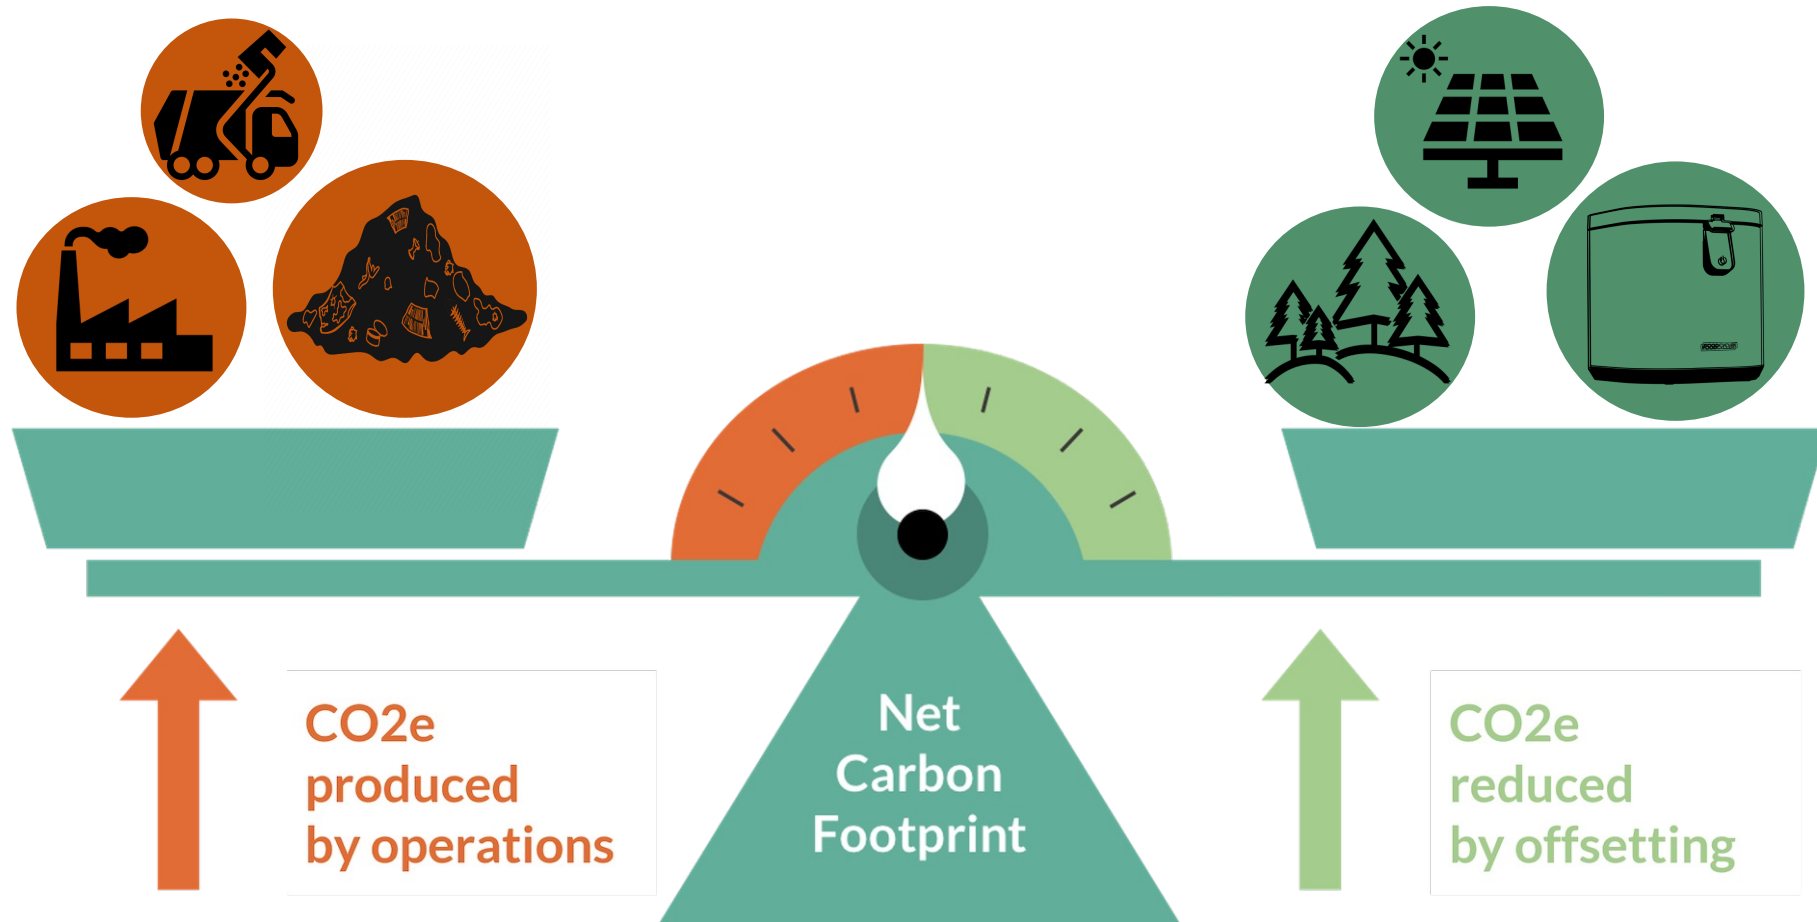 CO2e
produced
by operations
Net
Carbon
Footprint
CO2e
reduced
by offsetting